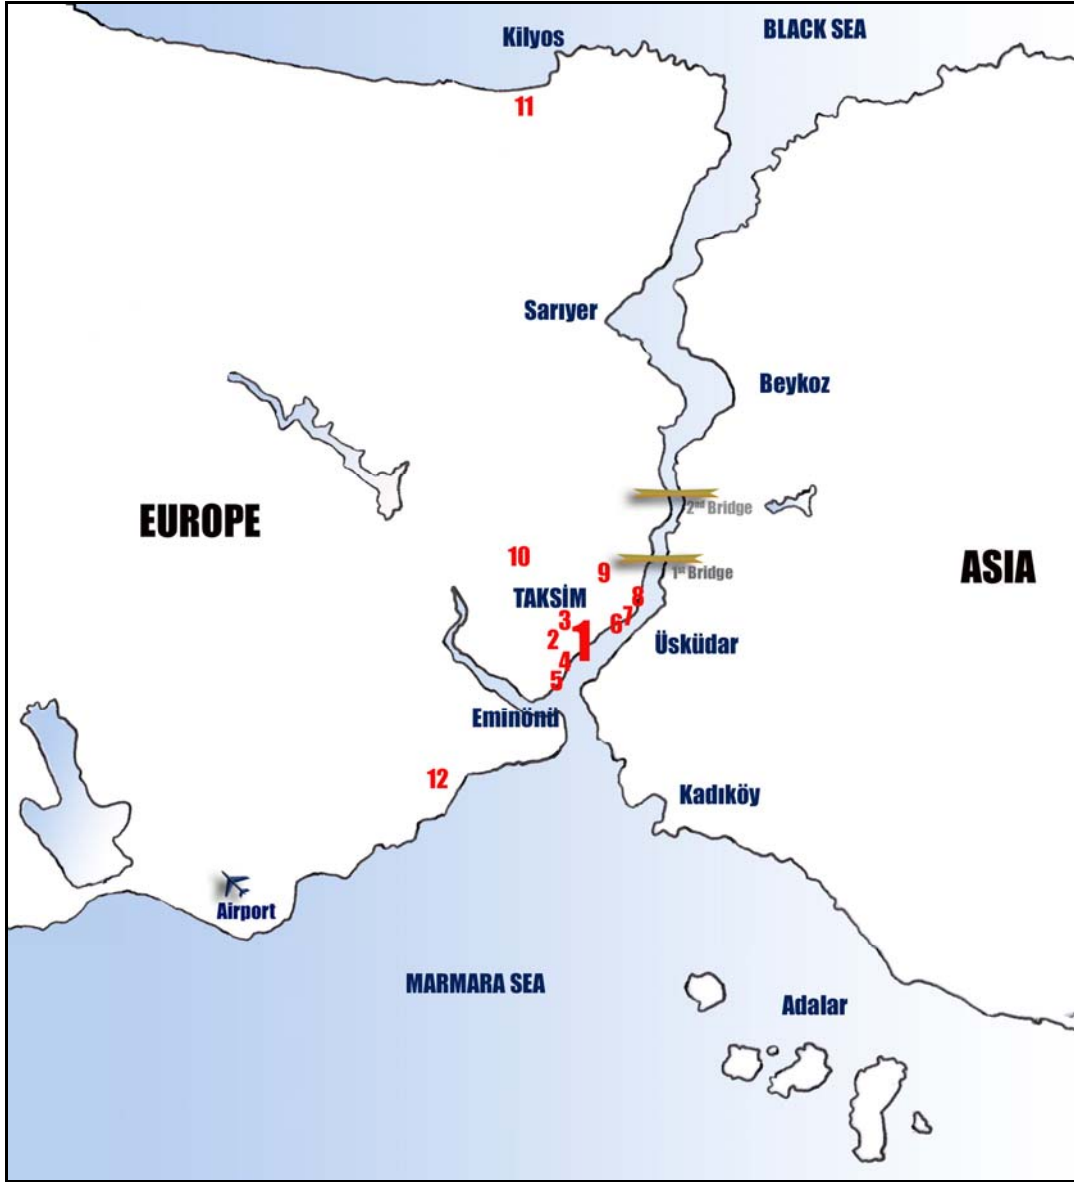 BLACK SEA
Kilyos
11
Sarıyer
Beykoz
2nd Bridge
EUROPE
10
ASIA
9
1st Bridge
TAKSİM
8
7
3
6
1
2
Üsküdar
4
5
Eminönü
12
Kadıköy
Airport
MARMARA SEA
Adalar